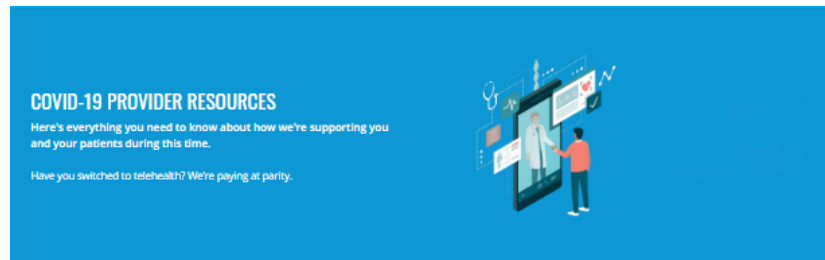 COVID-19 PROVIDER RESOURCES
Here's everything you need to know about how we're supporting you
and your patients during this time.
Have you switched to telehealth? We're paying at parity.